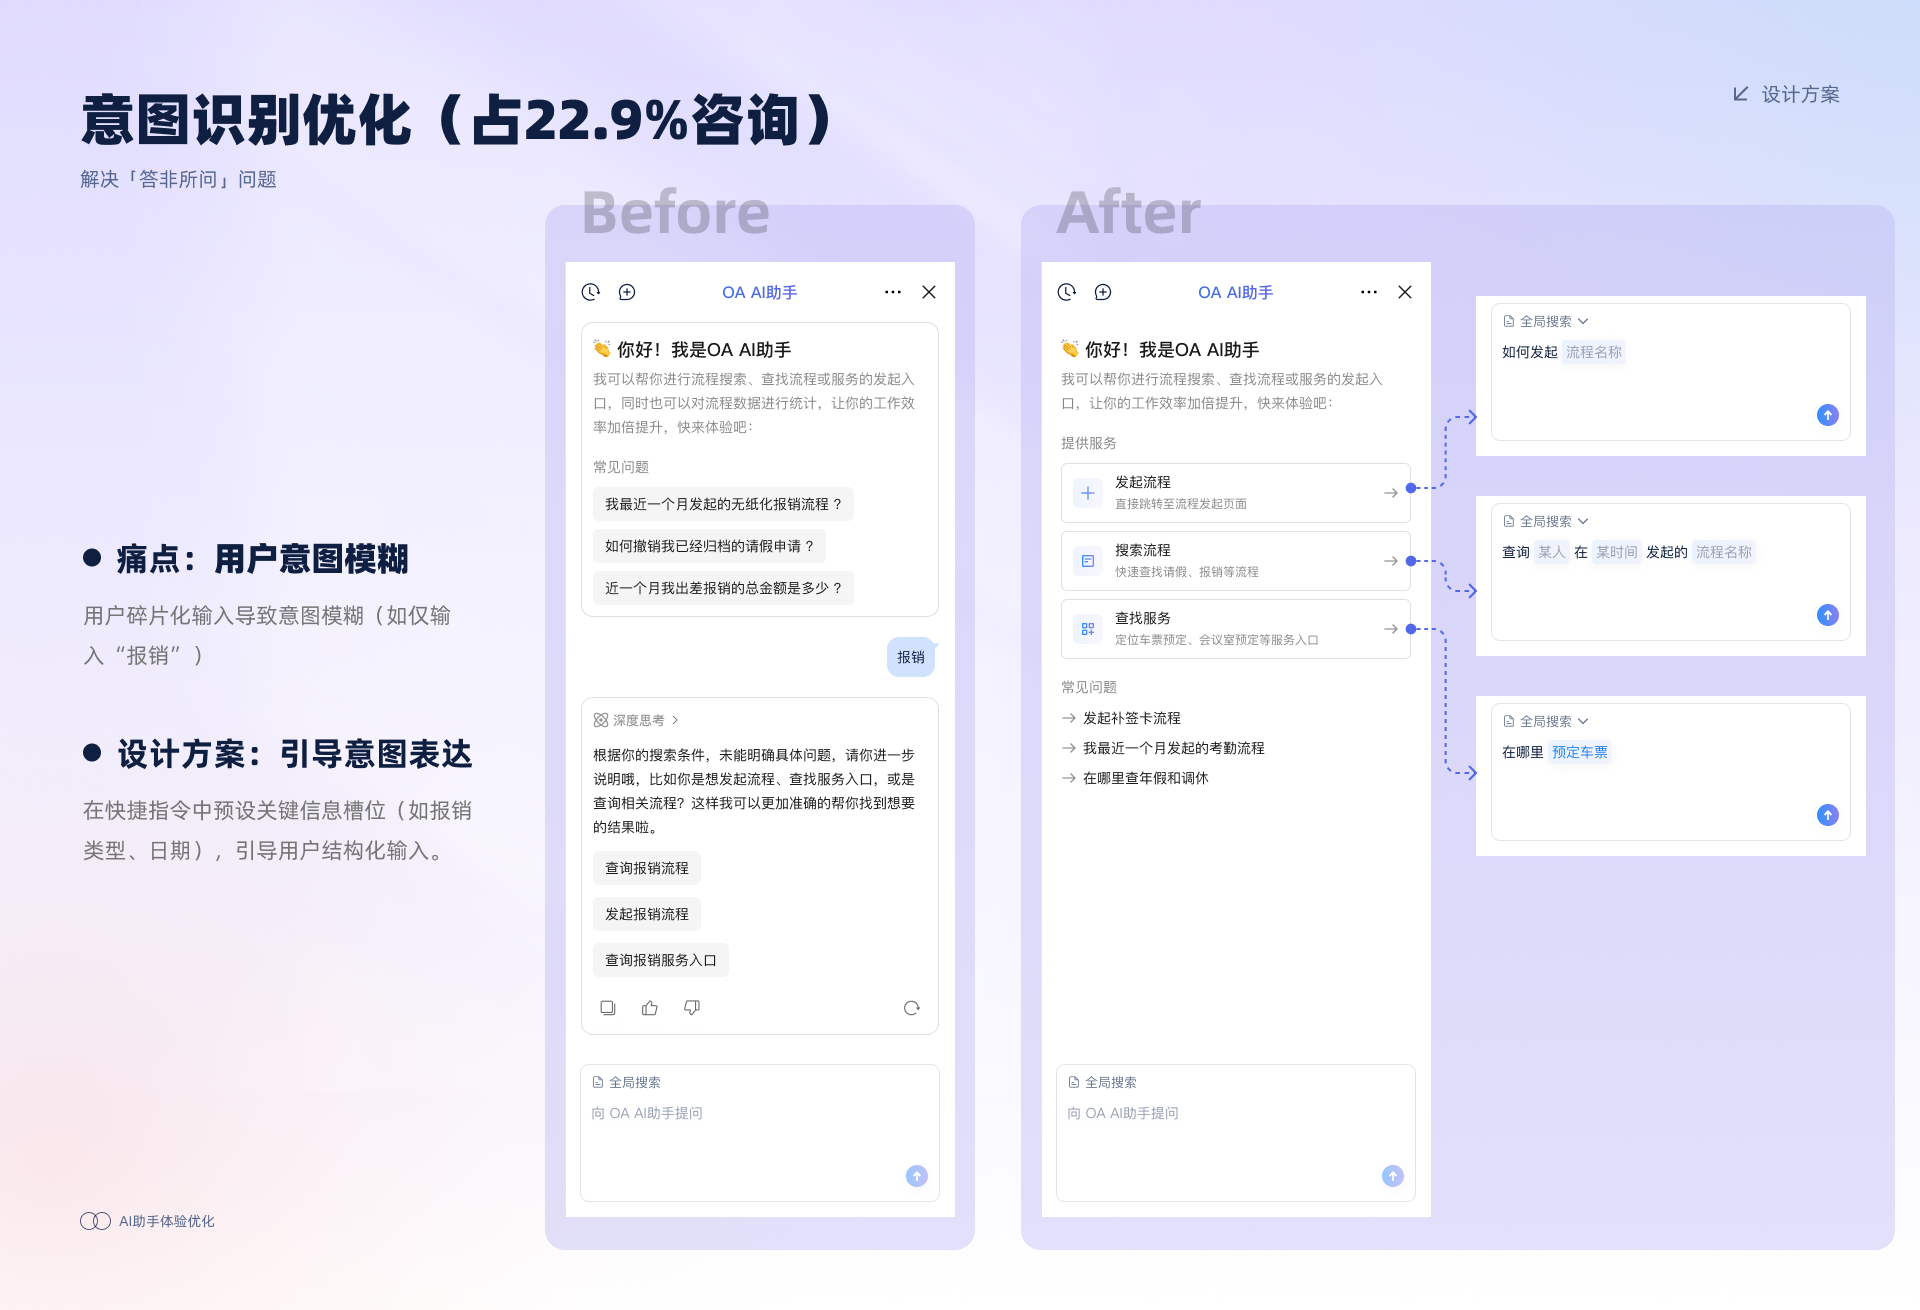 意图识别优化（占22.9%咨询）
设计方案
解决「答非所问」问题
痛点：用户意图模糊
用户碎片化输入导致意图模糊（如仅输
入“报销”）
设计方案：引导意图表达
在快捷指令中预设关键信息槽位（如报销
类型、日期），引导用户结构化输入。
AI助手体验优化
Before
OA AI助手
👏 你好！我是OA AI助手
我可以帮你进行流程搜索、查找流程或服务的发起入
口，同时也可以对流程数据进行统计，让你的工作效
率加倍提升，快来体验吧：
常见问题
我最近一个月发起的无纸化报销流程 ?
如何撤销我已经归档的请假申请 ?
近一个月我出差报销的总金额是多少 ?
报销
深度思考
根据你的搜索条件，未能明确具体问题，请你进一步
说明哦，比如你是想发起流程、查找服务入口，或是
查询相关流程？这样我可以更加准确的帮你找到想要
的结果啦。
查询报销流程
发起报销流程
查询报销服务入口
全局搜索
向 OA AI助手提问
After
OA AI助手
👏 你好！我是OA AI助手
我可以帮你进行流程搜索、查找流程或服务的发起入
口，让你的工作效率加倍提升，快来体验吧：
提供服务
发起流程
直接跳转至流程发起页面
搜索流程
快速查找请假、报销等流程
查找服务
定位车票预定、会议室预定等服务入口
常见问题
发起补签卡流程
我最近一个月发起的考勤流程
在哪里查年假和调休
全局搜索
向 OA AI助手提问
全局搜索
如何发起 流程名称
全局搜索
查询 某人 在 某时间 发起的 流程名称
全局搜索
在哪里 预定车票